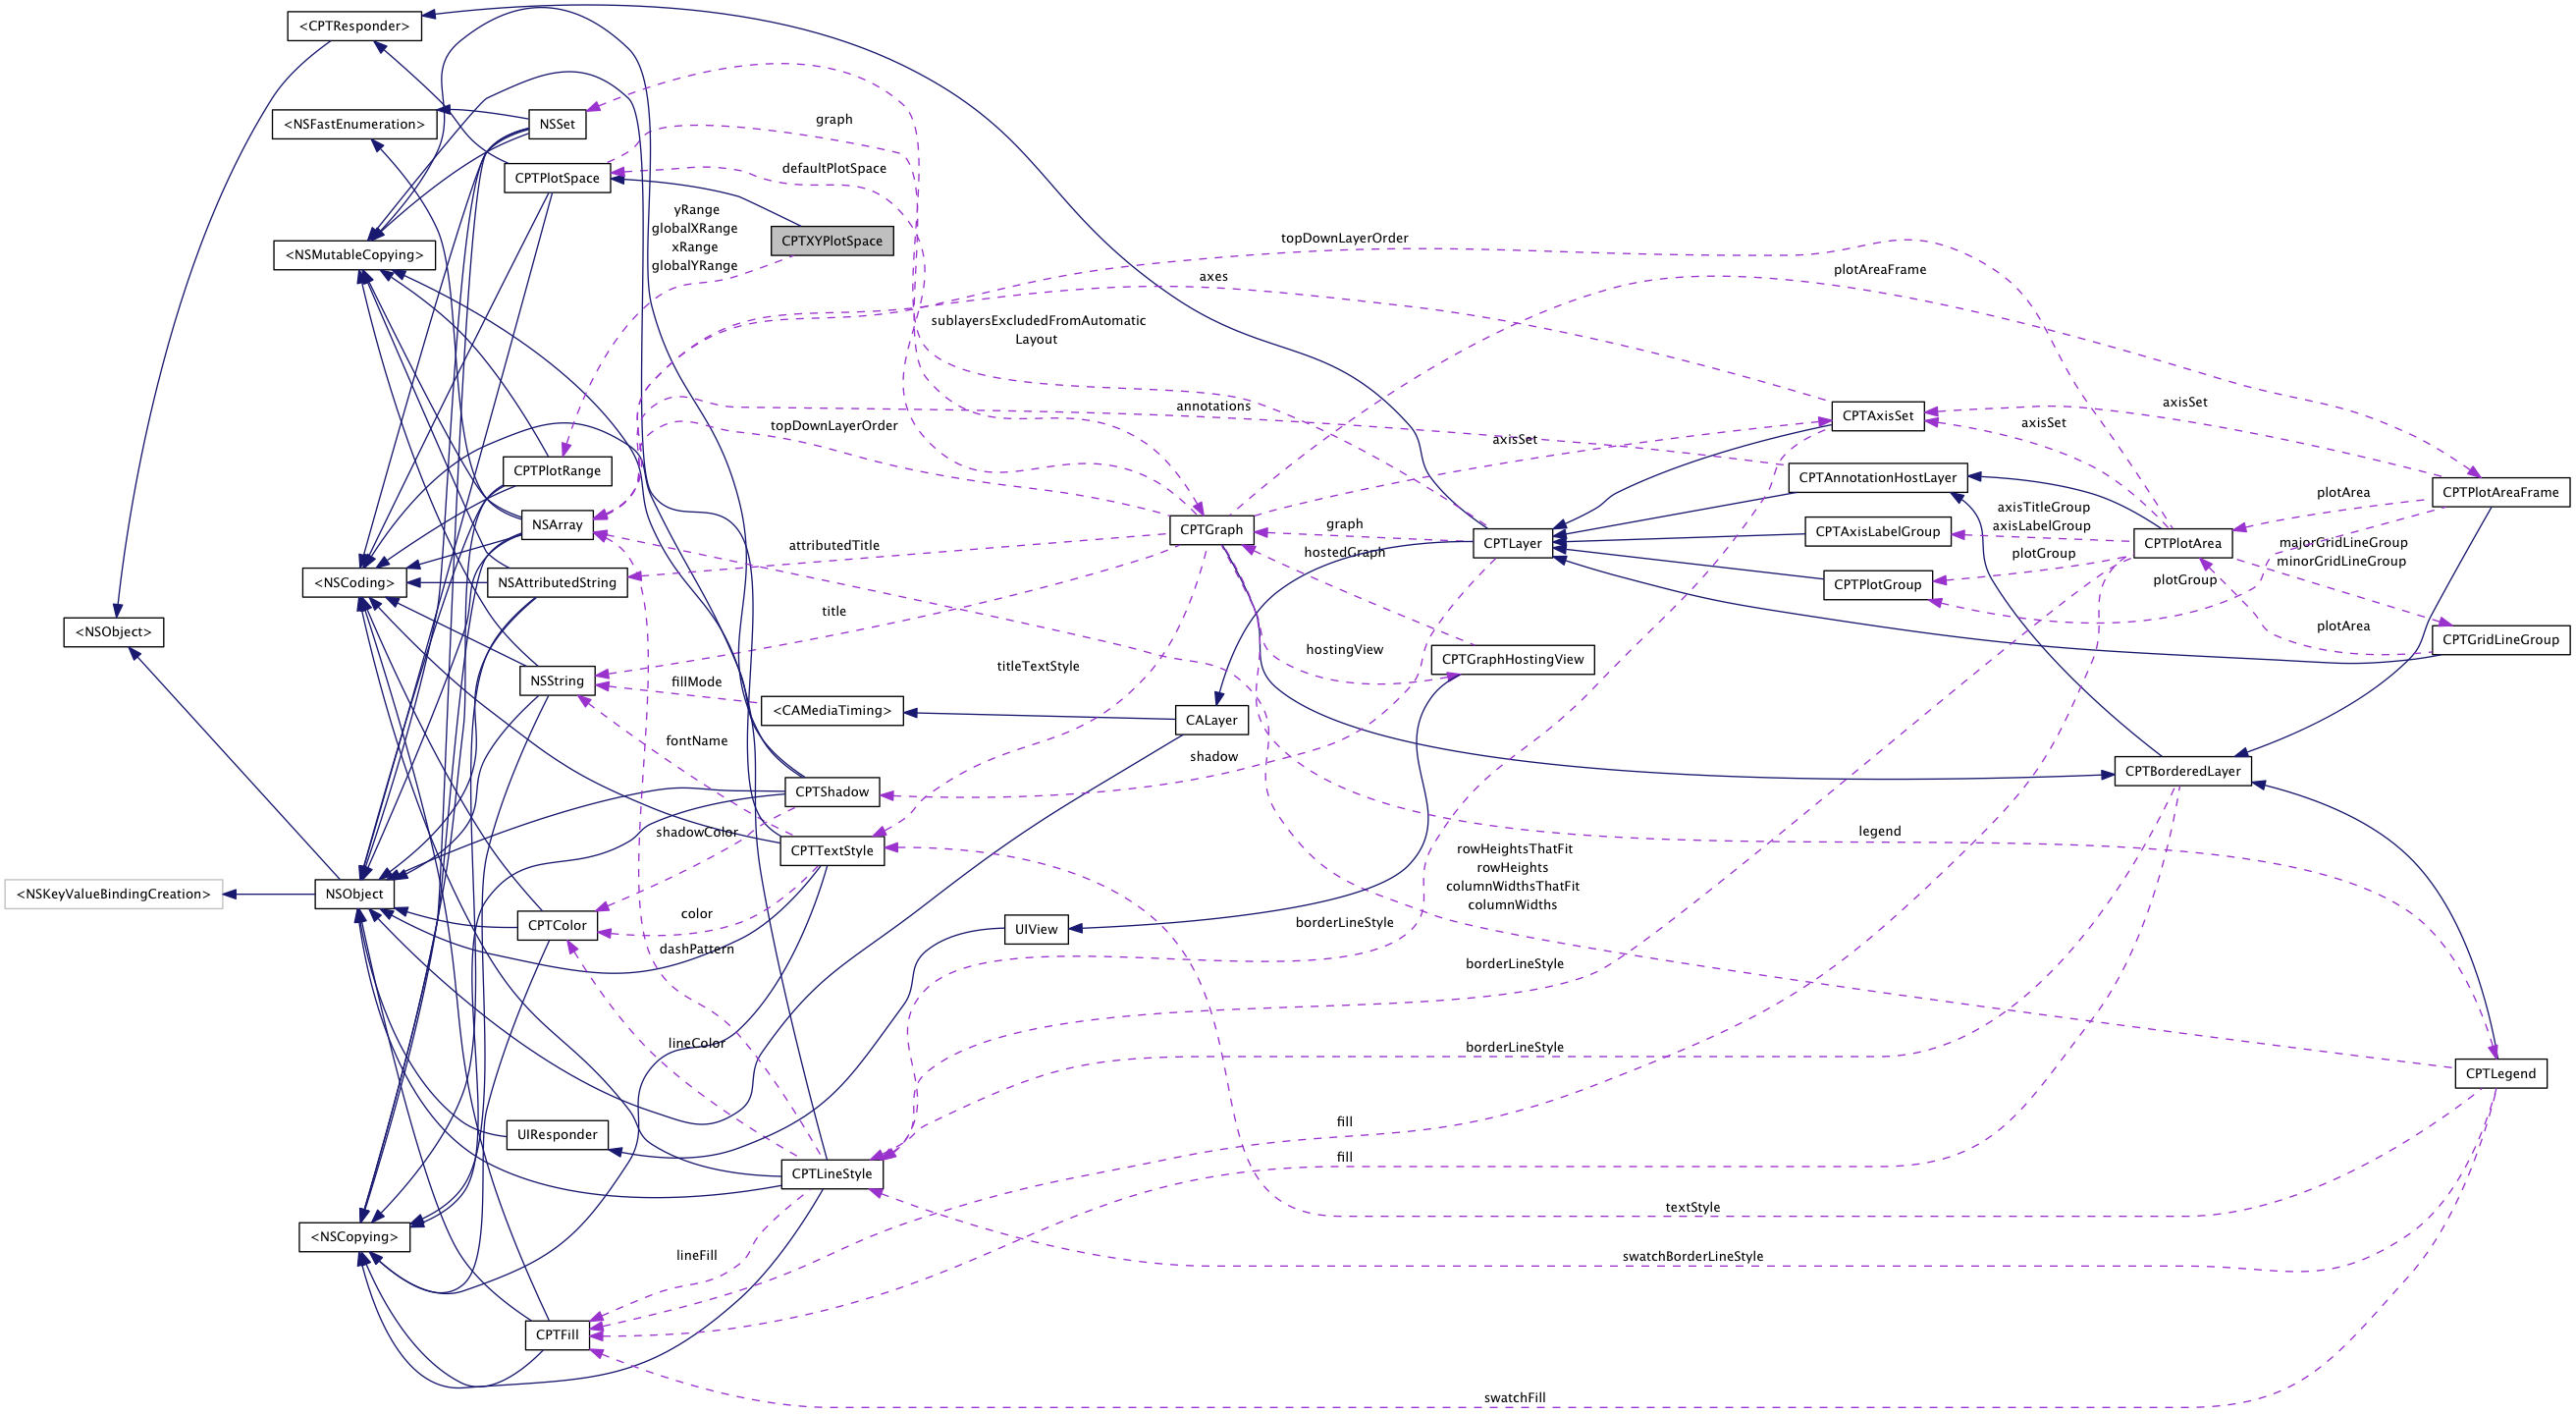 <CPTResponder>
<NSFastEnumeration>
NSSet
graph
CPTPlotSpace
defaultPlotSpace
yRange
globalXRange
xRange
globalYRange
CPTXYPlotSpace
<NSMutableCopying>
topDownLayerOrder
axes
plotAreaFrame
sublayersExcludedFromAutomatic
Layout
annotations
topDownLayerOrder
axisSet
CPTAxisSet
axisSet
axisSet
CPTPlotRange
CPTAnnotationHostLayer
CPTPlotAreaFrame
plotArea
NSArray
CPTGraph
graph
CPTLayer
hostedGraph
axisTitleGroup
axisLabelGroup
CPTAxisLabelGroup
CPTPlotArea
plotGroup
majorGridLineGroup
minorGridLineGroup
attributedTitle
<NSCoding>
NSAttributedString
CPTPlotGroup
plotGroup
title
<NSObject>
plotArea
CPTGridLineGroup
hostingView
CPTGraphHostingView
titleTextStyle
NSString
fillMode
<CAMediaTiming>
CALayer
fontName
shadow
CPTBorderedLayer
CPTShadow
shadowColor
CPTTextStyle
legend
rowHeightsThatFit
rowHeights
columnWidthsThatFit
columnWidths
<NSKeyValueBindingCreation>
NSObject
CPTColor
color
dashPattern
UIView
borderLineStyle
borderLineStyle
lineColor
borderLineStyle
CPTLegend
UIResponder
fill
fill
CPTLineStyle
textStyle
<NSCopying>
lineFill
swatchBorderLineStyle
CPTFill
swatchFill